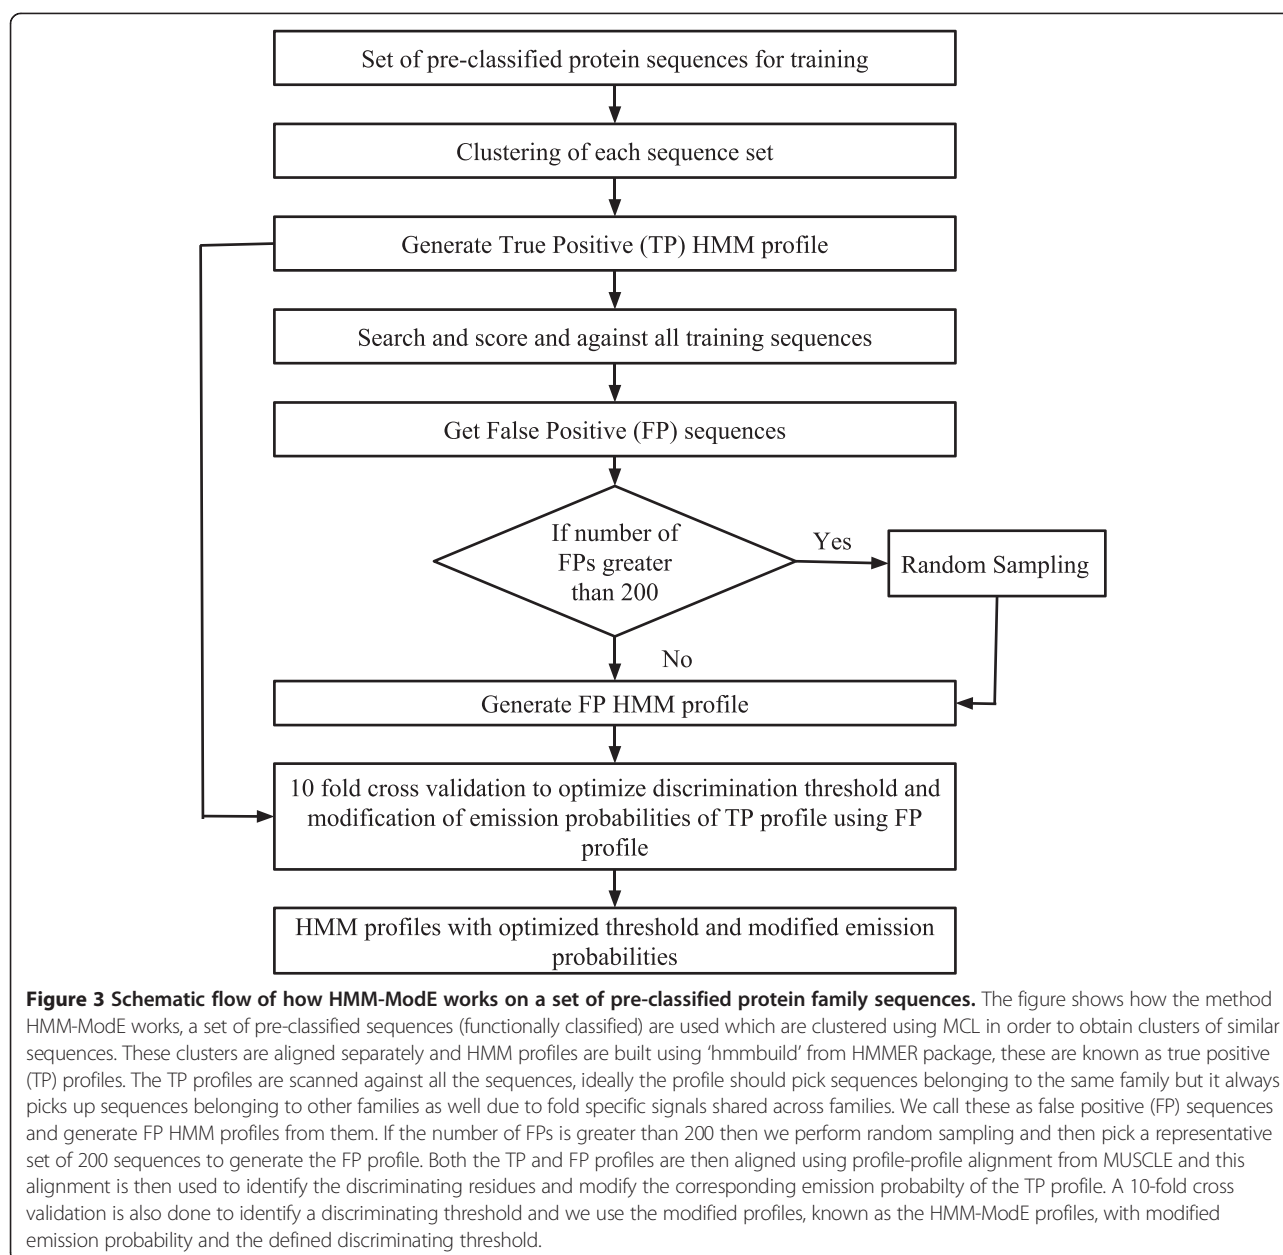 Set of pre-classified protein sequences for training
Clustering of each sequence set
Generate True Positive (TP) HMM profile
Search and score and against all training sequences
Get False Positive (FP) sequences
If number of
FPs greater
than 200
Yes
Random Sampling
No
Generate FP HMM profile
10 fold cross validation to optimize discrimination threshold and
modification of emission probabilities of TP profile using FP
profile
HMM profiles with optimized threshold and modified emission
probabilities
Figure 3 Schematic flow of how HMM-ModE works on a set of pre-classified protein family sequences. The figure shows how the method
HMM-ModE works, a set of pre-classified sequences (functionally classified) are used which are clustered using MCL in order to obtain clusters of similar
sequences. These clusters are aligned separately and HMM profiles are built using ‘hmmbuild’ from HMMER package, these are known as true positive
(TP) profiles. The TP profiles are scanned against all the sequences, ideally the profile should pick sequences belonging to the same family but it always
picks up sequences belonging to other families as well due to fold specific signals shared across families. We call these as false positive (FP) sequences
and generate FP HMM profiles from them. If the number of FPs is greater than 200 then we perform random sampling and then pick a representative
set of 200 sequences to generate the FP profile. Both the TP and FP profiles are then aligned using profile-profile alignment from MUSCLE and this
alignment is then used to identify the discriminating residues and modify the corresponding emission probabilty of the TP profile. A 10-fold cross
validation is also done to identify a discriminating threshold and we use the modified profiles, known as the HMM-ModE profiles, with modified
emission probability and the defined discriminating threshold.